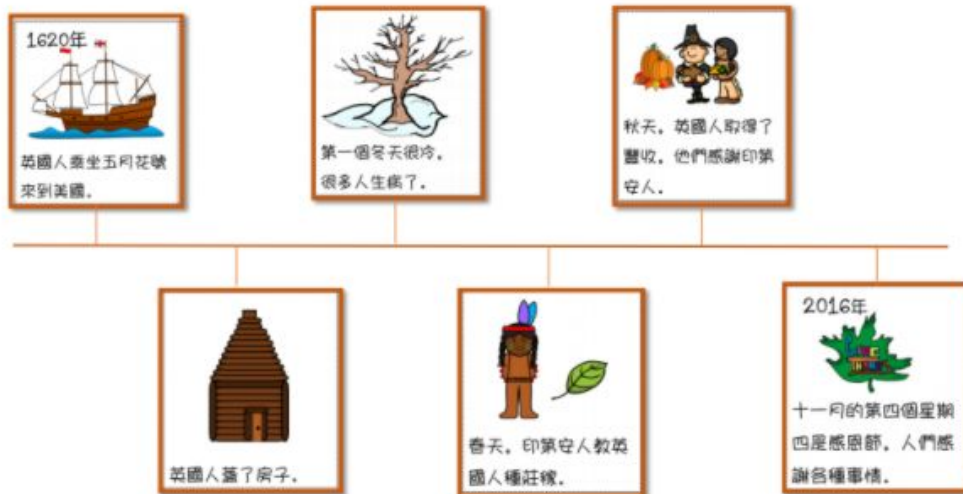 1620年
英國人乘坐五月花號
來到美國。
英國人蓋了房子。
第一個冬天很冷。
很多人生病了。
春天。印第安人教英
國人種莊稼。
秋天。英國人取得了
豐收。他們感謝印第
安人。
2016年
十一月的第四個星期
四是感恩節。人們感
謝各種事情。